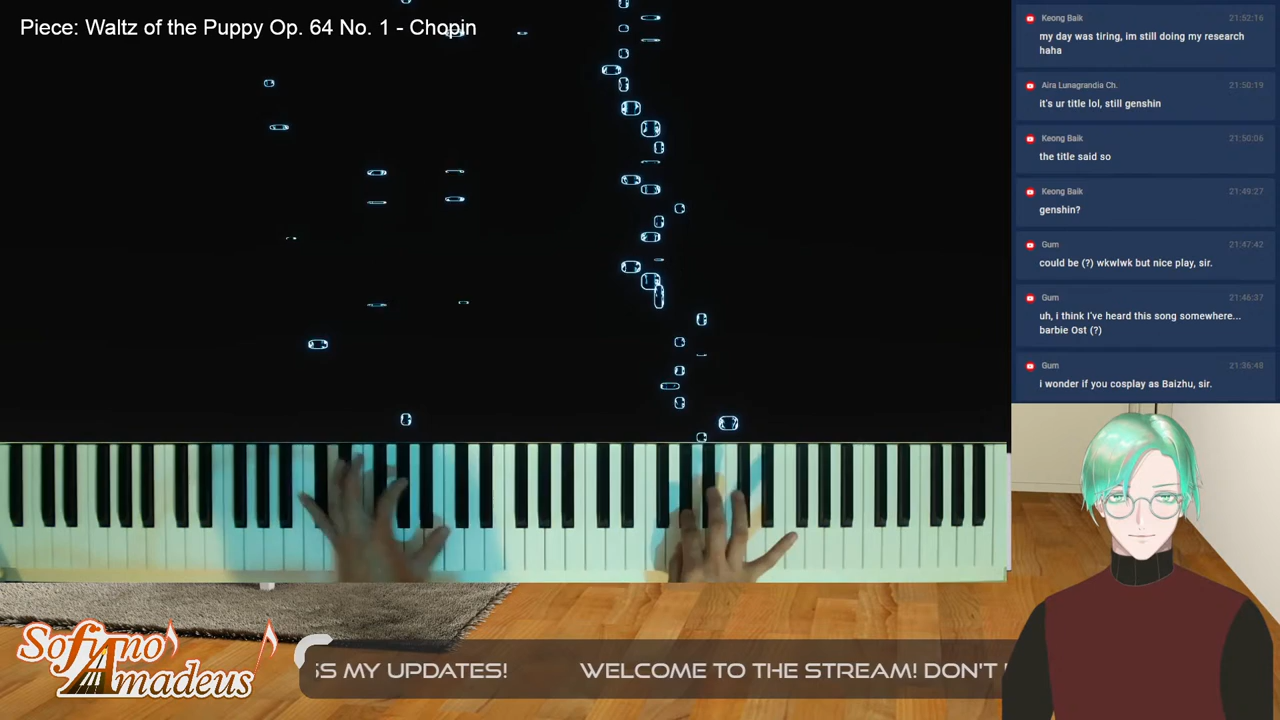 Piece: Waltz of the Puppy Op. 64 No. 1 - Chopin
Keong Baik 21:52:16
my day was tiring, im still doing my research
haha
Aira Lunagrandia Ch. 21:50:19
it's ur title lol, still genshin
Keong Baik 21:50:06
the title said so
Keong Baik 21:49:27
genshin?
Gum 21:47:42
could be (?) wkwlwk but nice play, sir.
Gum 21:46:37
uh, i think I've heard this song somewhere...
barbie Ost (?)
Gum 21:36:48
i wonder if you cosplay as Baizhu, sir.
Sofiano
Amadeus
SS MY UPDATES! WELCOME TO THE STREAM! DON'T